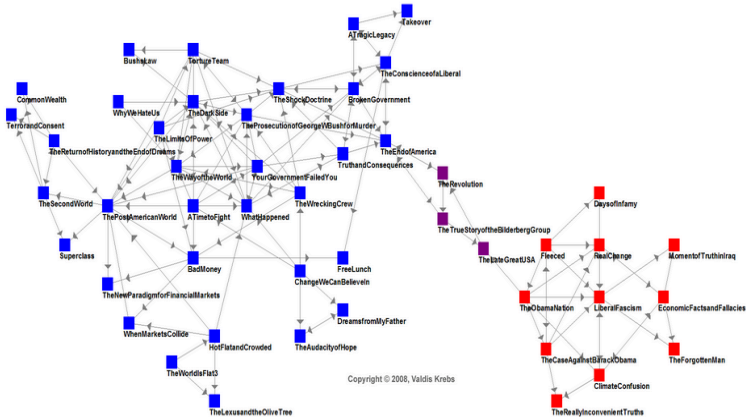 Takeover
ATragicLegacy
BushsLaw
TortureTeam
TheConscienceofaLiberal
CommonWealth
WhyWeHateUs
TheDarkSide
TheShockDoctrine
BrokenGovernment
TerrorandConsent
TheLimitsOfPower
TheProsecutionofGeorgeWBushforMurder
TheReturnofHistoryandtheEndofDreams
TheEndofAmerica
TheWayoftheWorld
YourGovernmentFailedYou
TruthandConsequences
TheRevolution
TheSecondWorld
ThePostAmericanWorld
ATimetoFight
WhatHappened
TheWreckingCrew
DaysofInfamy
TheTrueStoryoftheBilderbergGroup
Superclass
BadMoney
FreeLunch
TheLateGreatUSA
Fleeced
RealChange
MomentofTruthinIraq
ChangeWeCanBelieveIn
TheNewParadigmforFinancialMarkets
TheObamaNation
LiberalFascism
EconomicFactsandFallacies
DreamsfromMyFather
WhenMarketsCollide
HotFlatandCrowded
TheAudacityofHope
TheCaseAgainstBarackObama
TheForgottenMan
TheWorldIsFlat3
Copyright © 2008, Valdis Krebs
ClimateConfusion
TheLexusandtheOliveTree
TheReallyInconvenientTruths